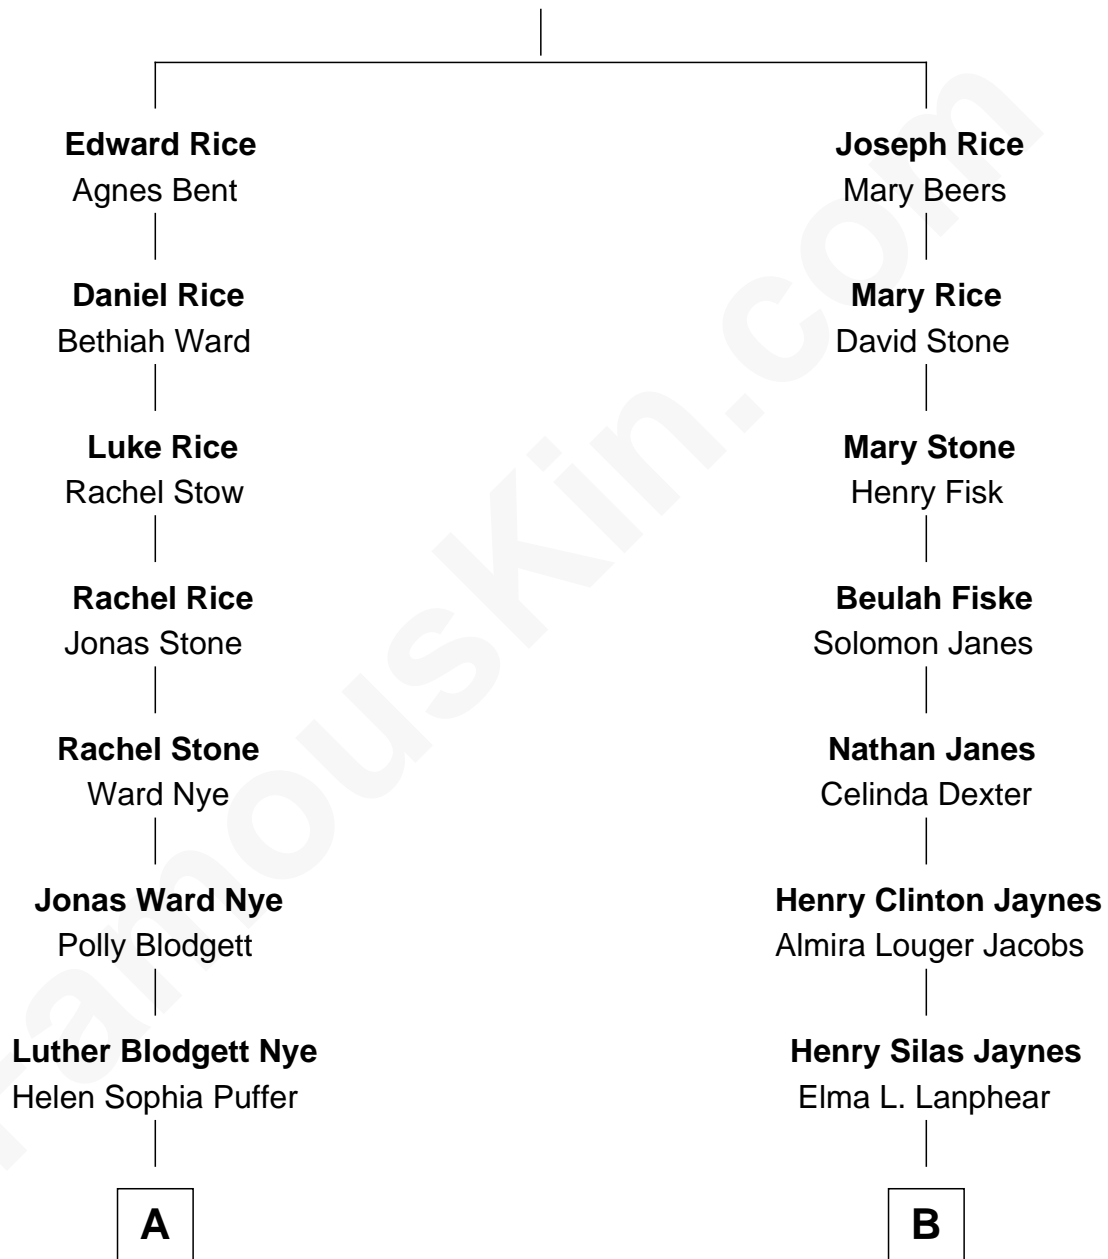 Edward Rice
Agnes Bent
Daniel Rice
Bethiah Ward
Luke Rice
Rachel Stow
Rachel Rice
Jonas Stone
Rachel Stone
Ward Nye
Jonas Ward Nye
Polly Blodgett
Luther Blodgett Nye
Helen Sophia Puffer
A
Joseph Rice
Mary Beers
Mary Rice
David Stone
Mary Stone
Henry Fisk
Beulah Fiske
Solomon Janes
Nathan Janes
Celinda Dexter
Henry Clinton Jaynes
Almira Louger Jacobs
Henry Silas Jaynes
Elma L. Lanphear
B
FamousKin.com